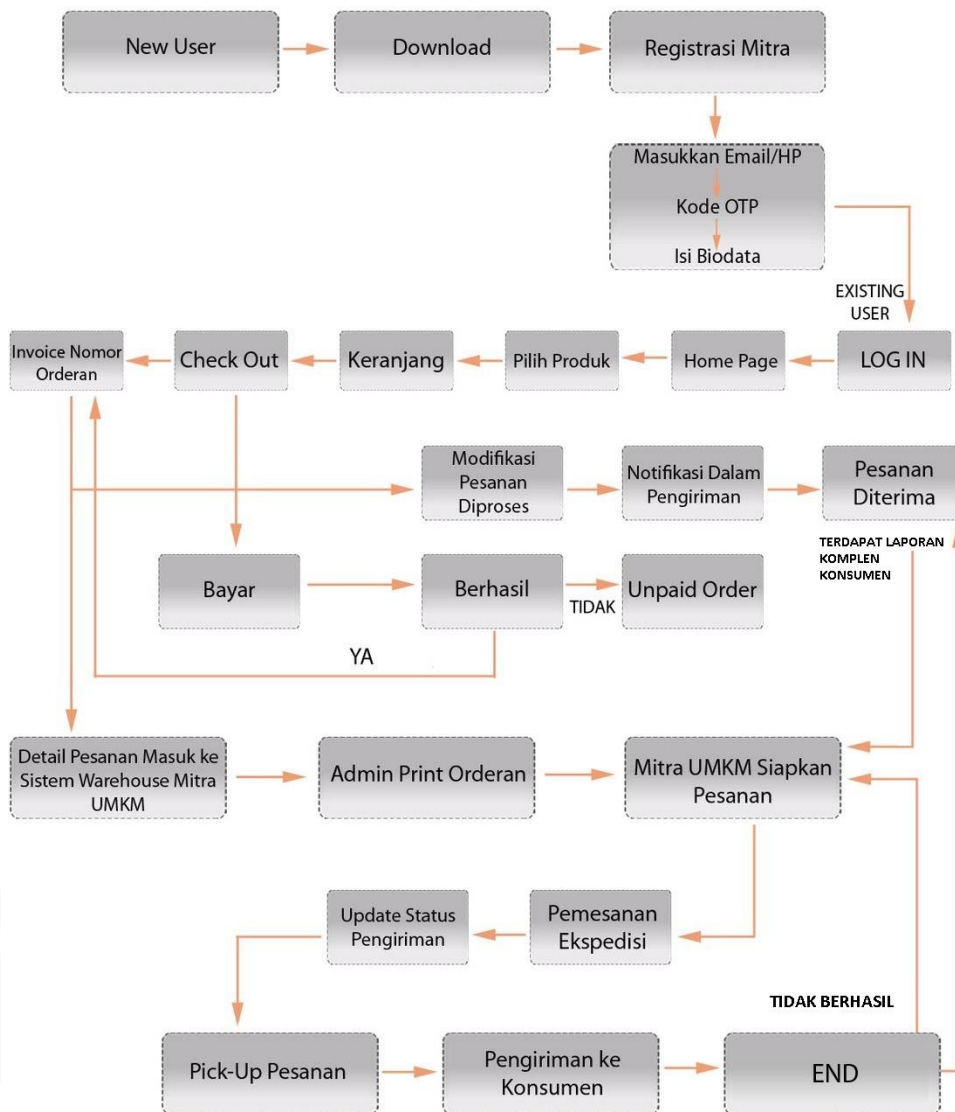 New User
Download
Registrasi Mitra
Masukkan Email/HP
Kode OTP
Isi Biodata
EXISTING
USER
Invoice Nomor
Orderan
Check Out
Keranjang
Pilih Produk
Home Page
LOG IN
Modifikasi
Pesanan
Diproses
Notifikasi Dalam
Pengiriman
Pesanan
Diterima
TERDAPAT LAPORAN
KOMPLEN
KONSUMEN
Bayar
Berhasil
TIDAK
Unpaid Order
YA
Detail Pesanan Masuk ke
Sistem Warehouse Mitra
UMKM
Admin Print Orderan
Mitra UMKM Siapkan
Pesanan
Update Status
Pengiriman
Pemesanan
Ekspedisi
TIDAK BERHASIL
Pick-Up Pesanan
Pengiriman ke
Konsumen
END